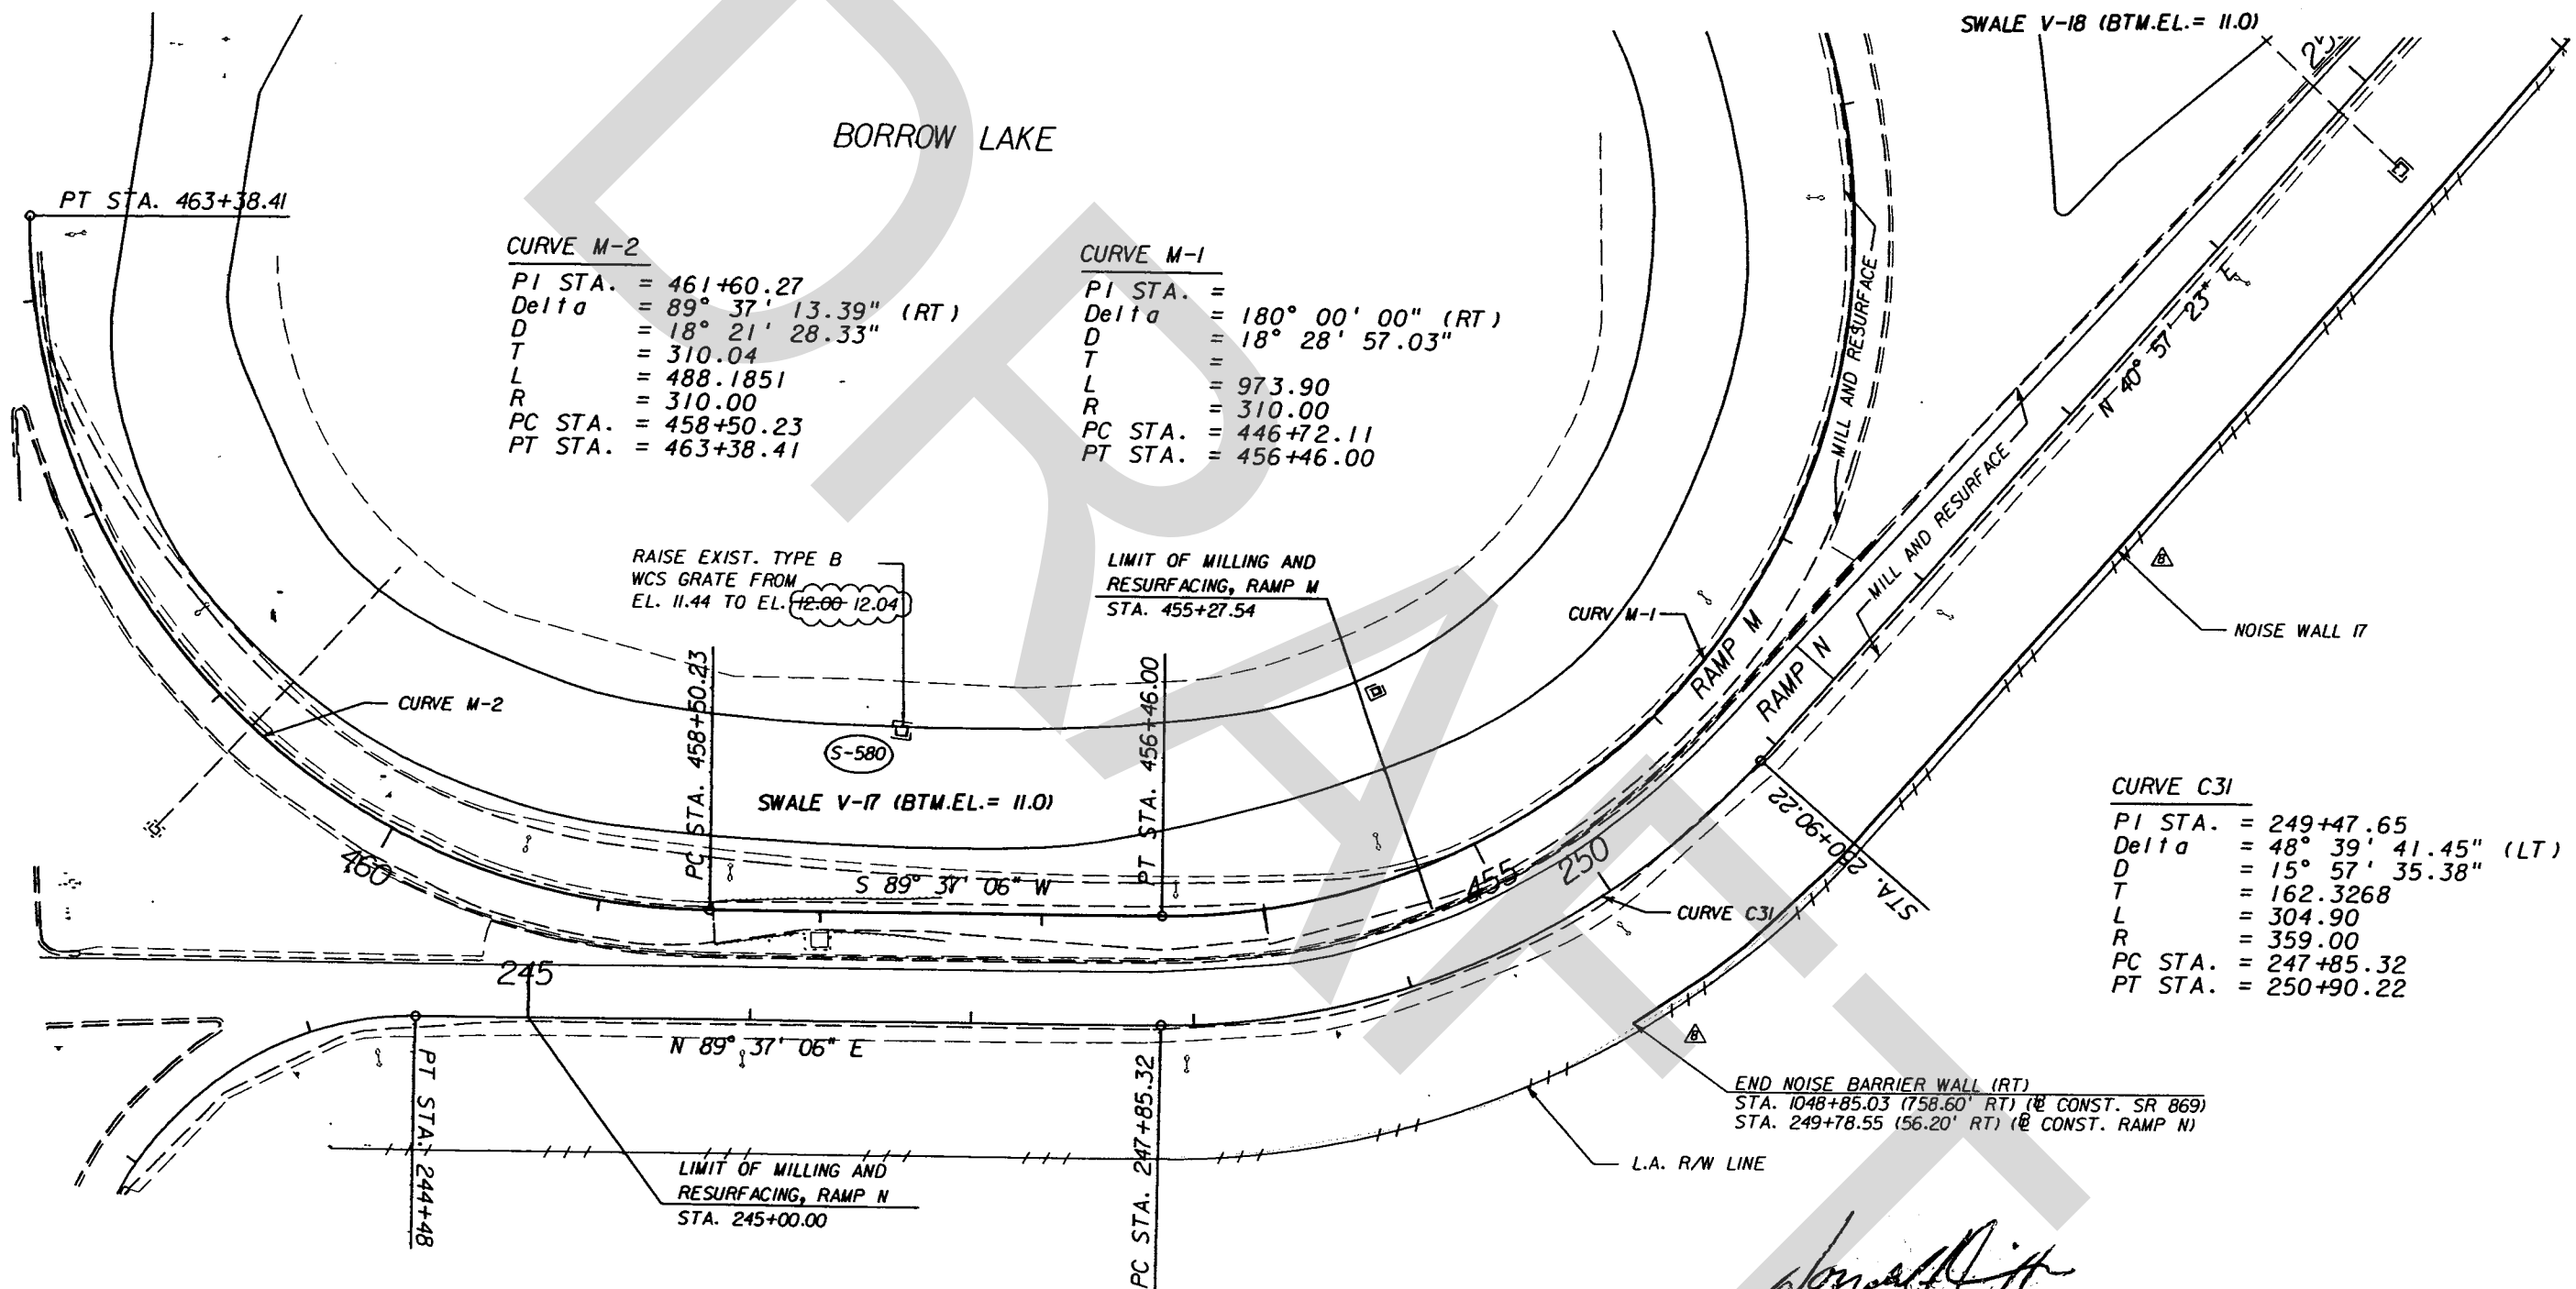 SWALE V-18 (BTM.EL.= 11.0)
BORROW LAKE
PT STA. 463+38.41
CURVE M-2
PI STA. = 461+60.27
Delta = 89° 37' 13.39" (RT)
D = 18° 21' 28.33"
T = 310.04
L = 488.1851
R = 310.00
PC STA. = 458+50.23
PT STA. = 463+38.41
CURVE M-1
PI STA. =
Delta = 180° 00' 00" (RT)
D = 18° 28' 57.03"
T =
L = 973.90
R = 310.00
PC STA. = 446+72.11
PT STA. = 456+46.00
MILL AND RESURFACE
N 40° 57' 23" E
MILL AND RESURFACE
RAISE EXIST. TYPE B
WCS GRATE FROM
EL. 11.44 TO EL. 12.00 12.04
LIMIT OF MILLING AND
RESURFACING, RAMP M
STA. 455+27.54
CURV M-1
RAMP M
RAMP N
8
NOISE WALL 17
CURVE M-2
PC STA. 458+50.23
S-580
PT STA. 456+46.00
SWALE V-17 (BTM.EL.= 11.0)
STA. 250+90.22
CURVE C31
PI STA. = 249+47.65
Delta = 48° 39' 41.45" (LT)
D = 15° 57' 35.38"
T = 162.3268
L = 304.90
R = 359.00
PC STA. = 247+85.32
PT STA. = 250+90.22
460
S 89° 37' 06" W
455
250
CURVE C31
245
N 89° 37' 06" E
8
PT STA. 244+48
PC STA. 247+85.32
END NOISE BARRIER WALL (RT)
STA. 1048+85.03 (758.60' RT) (℄ CONST. SR 869)
STA. 249+78.55 (56.20' RT) (℄ CONST. RAMP N)
L.A. R/W LINE
LIMIT OF MILLING AND
RESURFACING, RAMP N
STA. 245+00.00
DRAFT